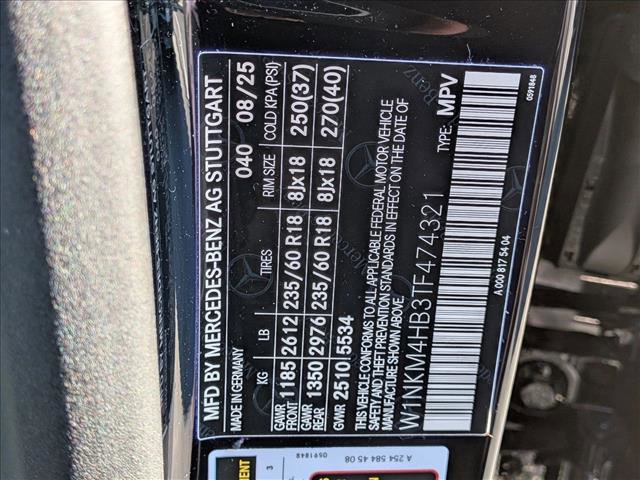 MFD BY MERCEDES-BENZ AG STUTTGART
MADE IN GERMANY 040 08/25
KG LB TIRES RIM SIZE COLD KPA(PSI)
GAWR FRONT 1185 2612 235/60 R18 8Jx18 250(37)
GAWR REAR 1350 2976 235/60 R18 8Jx18 270(40)
GVWR 2510 5534
THIS VEHICLE CONFORMS TO ALL APPLICABLE FEDERAL MOTOR VEHICLE
SAFETY AND THEFT PREVENTION STANDARDS IN EFFECT ON THE DATE OF
MANUFACTURE SHOWN ABOVE.
W1NKM4HB3TF474321 TYPE: MPV
A 000 817 54 04 0591848
0591848
A 254 584 45 08
3